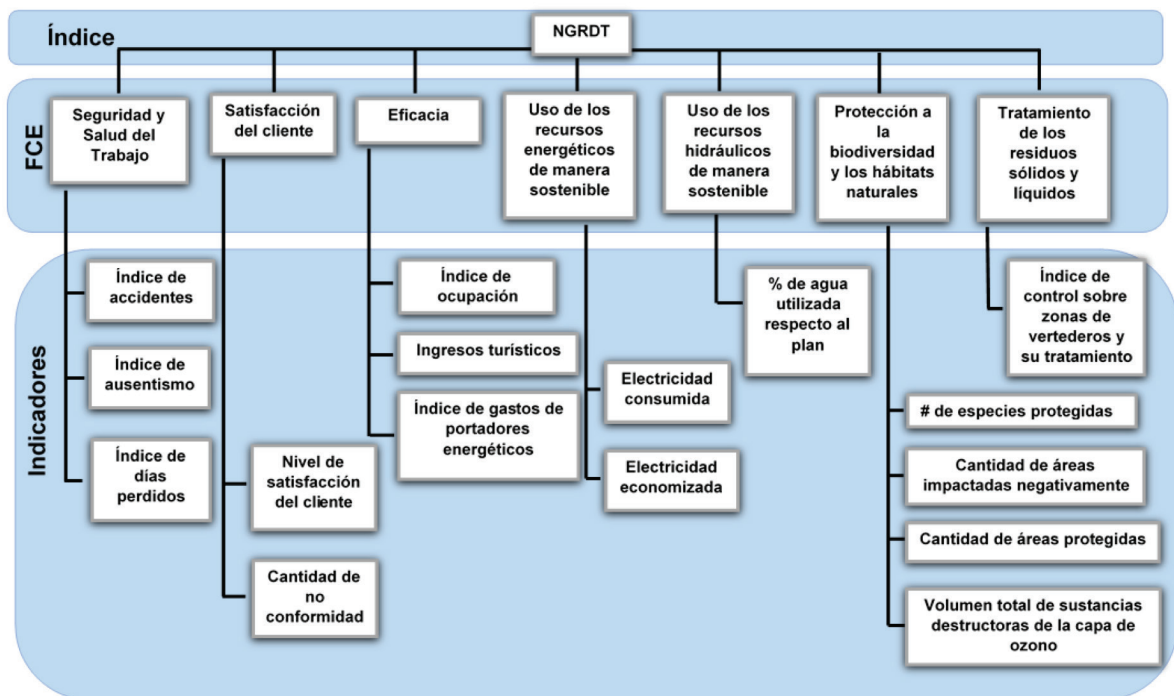 Índice
NGRDT
FCE
Seguridad y
Salud del
Trabajo
Satisfacción
del cliente
Eficacia
Uso de los
recursos
energéticos
de manera
sostenible
Uso de los
recursos
hidráulicos
de manera
sostenible
Protección a
la
biodiversidad
y los hábitats
naturales
Tratamiento
de los
residuos
sólidos y
líquidos
Indicadores
Índice de
accidentes
Índice de
ausentismo
Índice de
días
perdidos
Nivel de
satisfacción
del cliente
Cantidad de
no
conformidad
Índice de
ocupación
Ingresos turísticos
Índice de gastos de
portadores
energéticos
Electricidad
consumida
Electricidad
economizada
% de agua
utilizada
respecto al
plan
# de especies protegidas
Cantidad de áreas
impactadas negativamente
Cantidad de áreas protegidas
Volumen total de sustancias
destructoras de la capa de
ozono
Índice de
control sobre
zonas de
vertederos y
su tratamiento